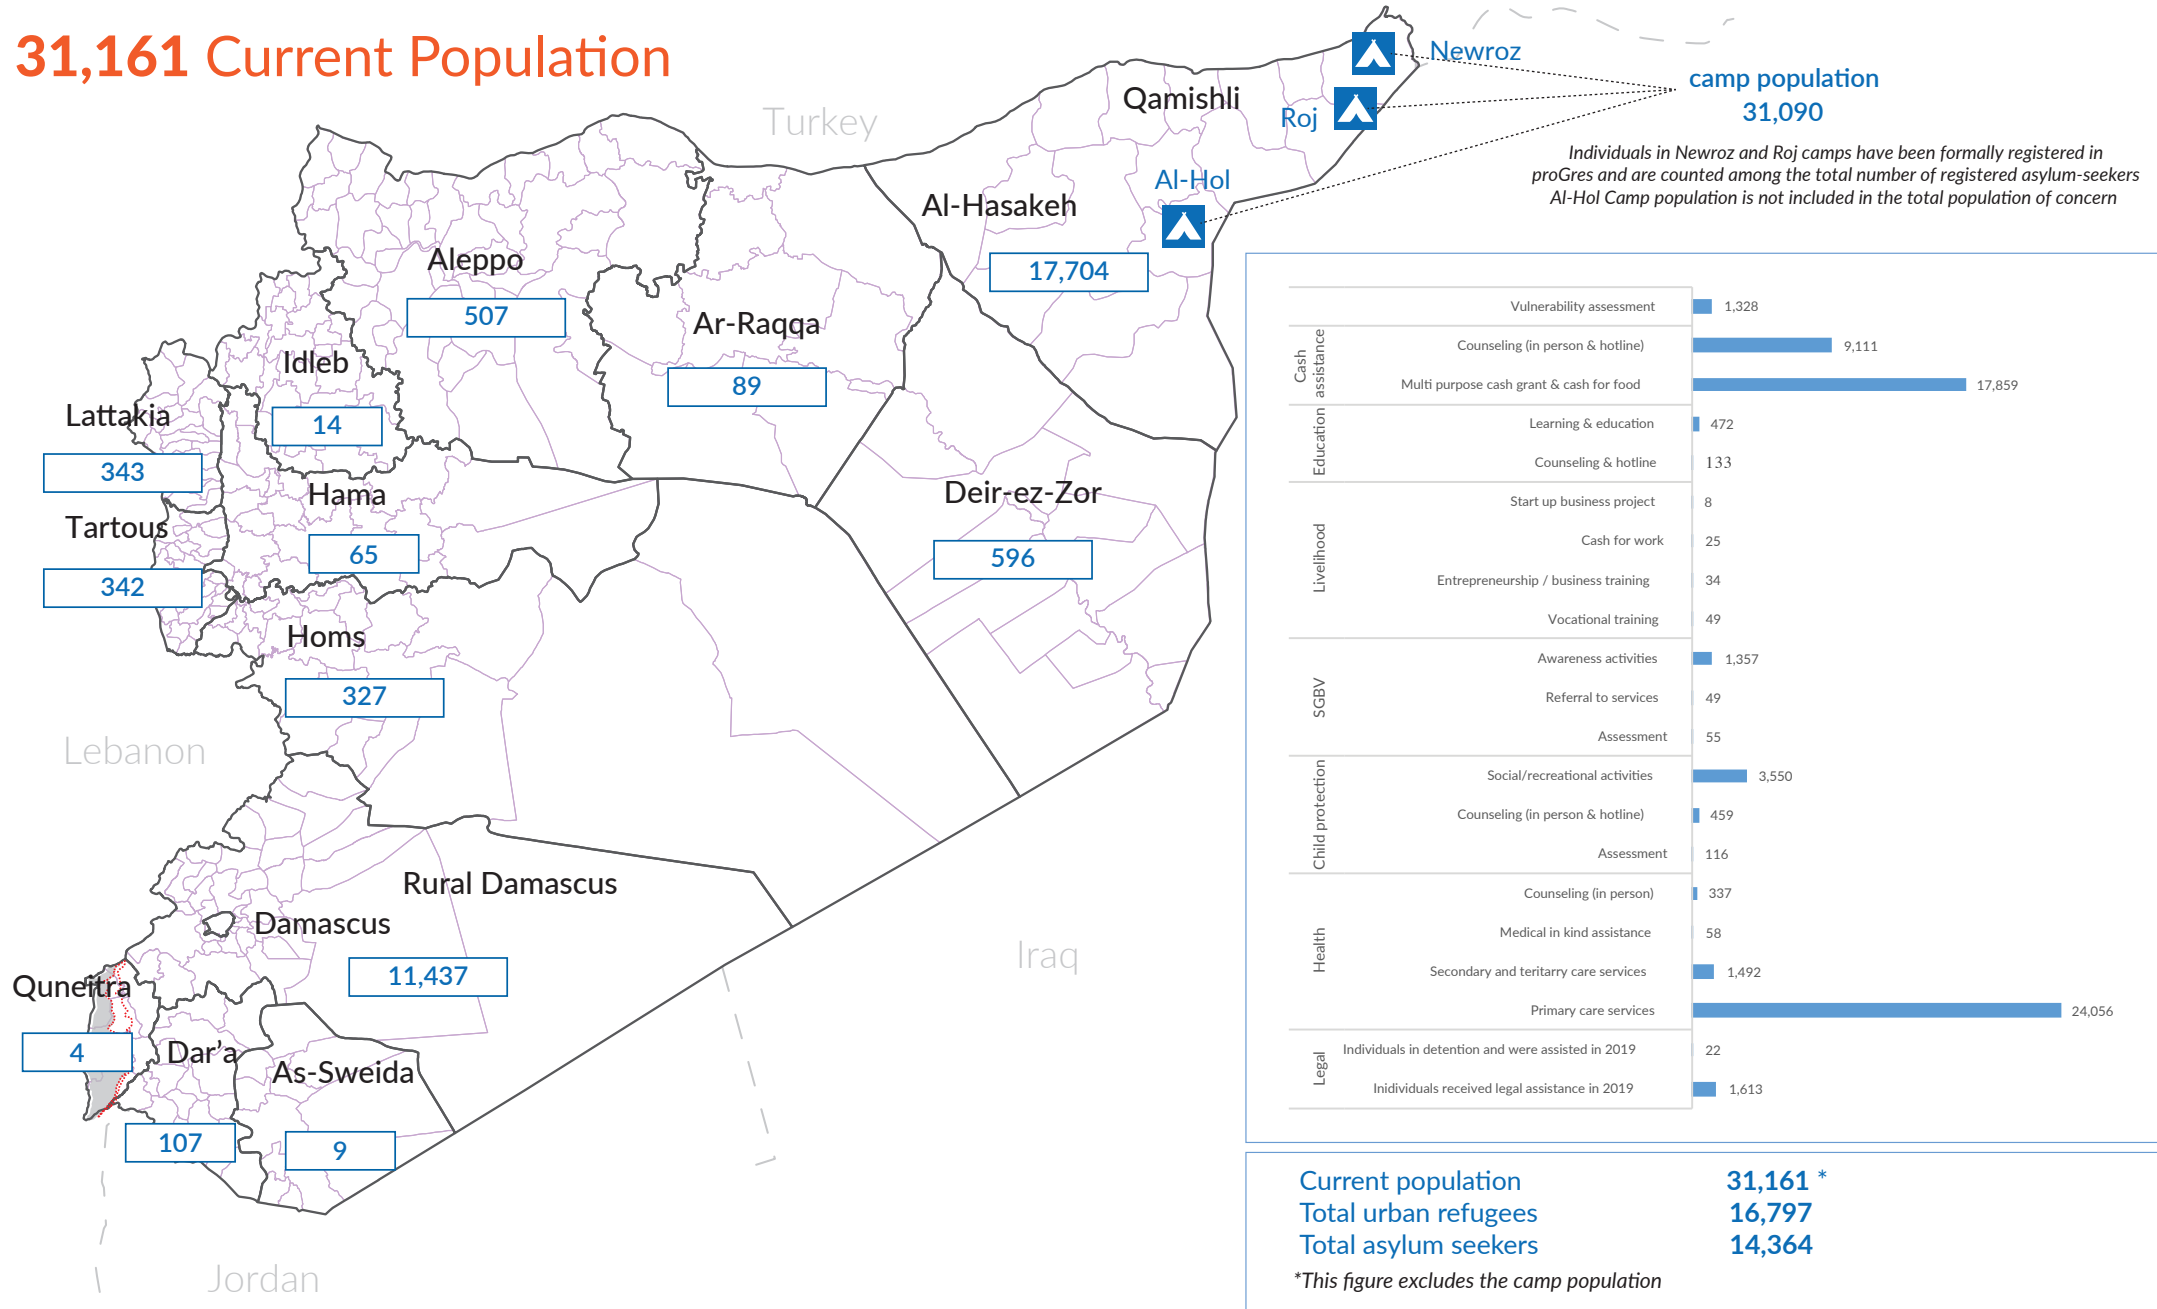 31,161 Current Population
Turkey
Qamishli
Newroz
Roj
Al-Hol
camp population
31,090
Individuals in Newroz and Roj camps have been formally registered in
proGres and are counted among the total number of registered asylum-seekers
Al-Hol Camp population is not included in the total population of concern
Al-Hasakeh
17,704
Aleppo
507
Ar-Raqqa
89
Idleb
14
Lattakia
343
Hama
65
Tartous
342
Deir-ez-Zor
596
Homs
327
Lebanon
Rural Damascus
Damascus
11,437
Iraq
Quneitra
4
Dar'a
107
As-Sweida
9
Jordan
Vulnerability assessment 1,328
Cash
assistance
Counseling (in person & hotline) 9,111
Multi purpose cash grant & cash for food 17,859
Education
Learning & education 472
Counseling & hotline 133
Livelihood
Start up business project 8
Cash for work 25
Entrepreneurship / business training 34
Vocational training 49
SGBV
Awareness activities 1,357
Referral to services 49
Assessment 55
Child protection
Social/recreational activities 3,550
Counseling (in person & hotline) 459
Assessment 116
Health
Counseling (in person) 337
Medical in kind assistance 58
Secondary and teritarry care services 1,492
Primary care services 24,056
Legal
Individuals in detention and were assisted in 2019 22
Inidividuals received legal assistance in 2019 1,613
Current population 31,161 *
Total urban refugees 16,797
Total asylum seekers 14,364
*This figure excludes the camp population